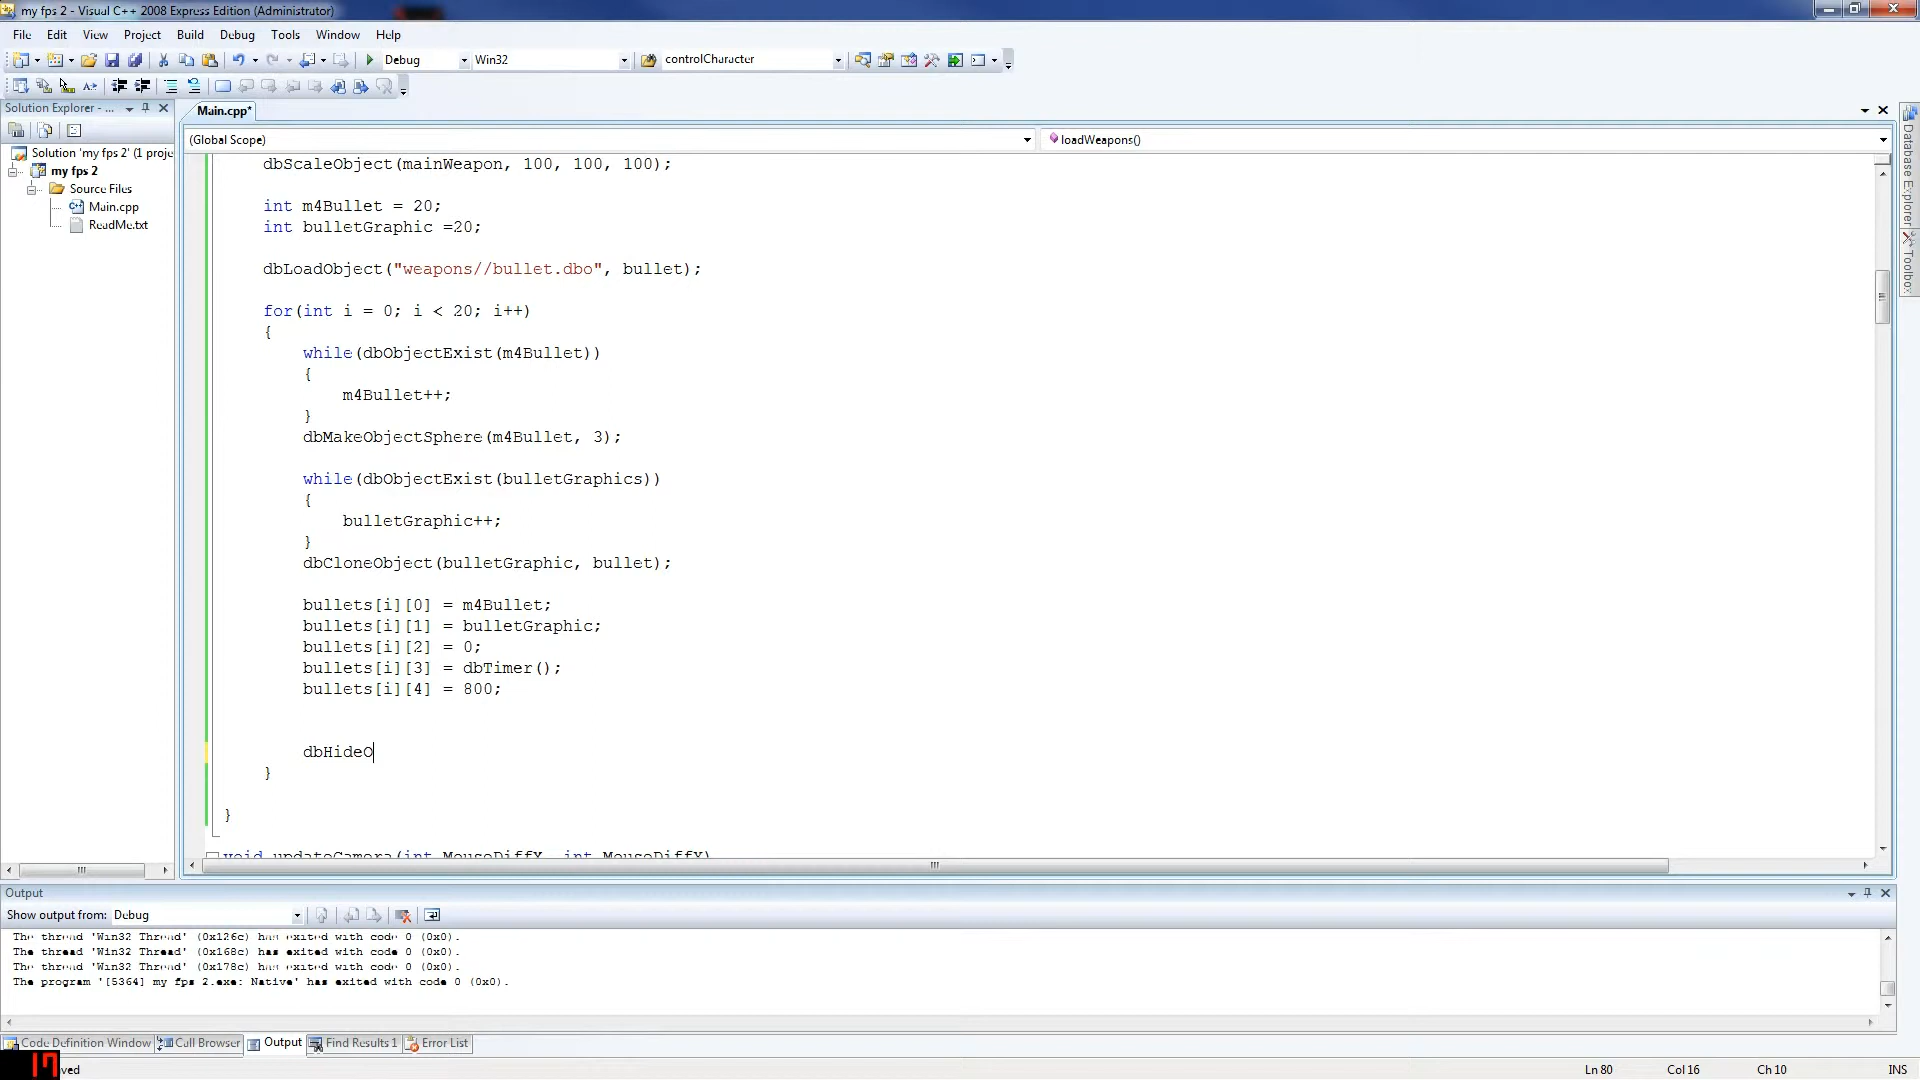 my fps 2 - Visual C++ 2008 Express Edition (Administrator)
File Edit View Project Build Debug Tools Window Help
Debug Win32 controlCharacter
Solution Explorer - ...
Main.cpp*
(Global Scope) loadWeapons()
Solution 'my fps 2' (1 proje
my fps 2
Source Files
Main.cpp
ReadMe.txt
dbScaleObject(mainWeapon, 100, 100, 100);
int m4Bullet = 20;
int bulletGraphic =20;
dbLoadObject("weapons//bullet.dbo", bullet);
for(int i = 0; i < 20; i++)
{
while(dbObjectExist(m4Bullet))
{
m4Bullet++;
}
dbMakeObjectSphere(m4Bullet, 3);
while(dbObjectExist(bulletGraphics))
{
bulletGraphic++;
}
dbCloneObject(bulletGraphic, bullet);
bullets[i][0] = m4Bullet;
bullets[i][1] = bulletGraphic;
bullets[i][2] = 0;
bullets[i][3] = dbTimer();
bullets[i][4] = 800;
dbHideO
}
}
void updateCamera(int MouseDiffX, int MouseDiffY)
Database Explorer
Toolbox
Output
Show output from: Debug
The thread 'Win32 Thread' (0x126c) has exited with code 0 (0x0).
The thread 'Win32 Thread' (0x168c) has exited with code 0 (0x0).
The thread 'Win32 Thread' (0x178c) has exited with code 0 (0x0).
The program '[5364] my fps 2.exe: Native' has exited with code 0 (0x0).
Code Definition Window Call Browser Output Find Results 1 Error List
17 Ln 80 Col 16 Ch 10 INS